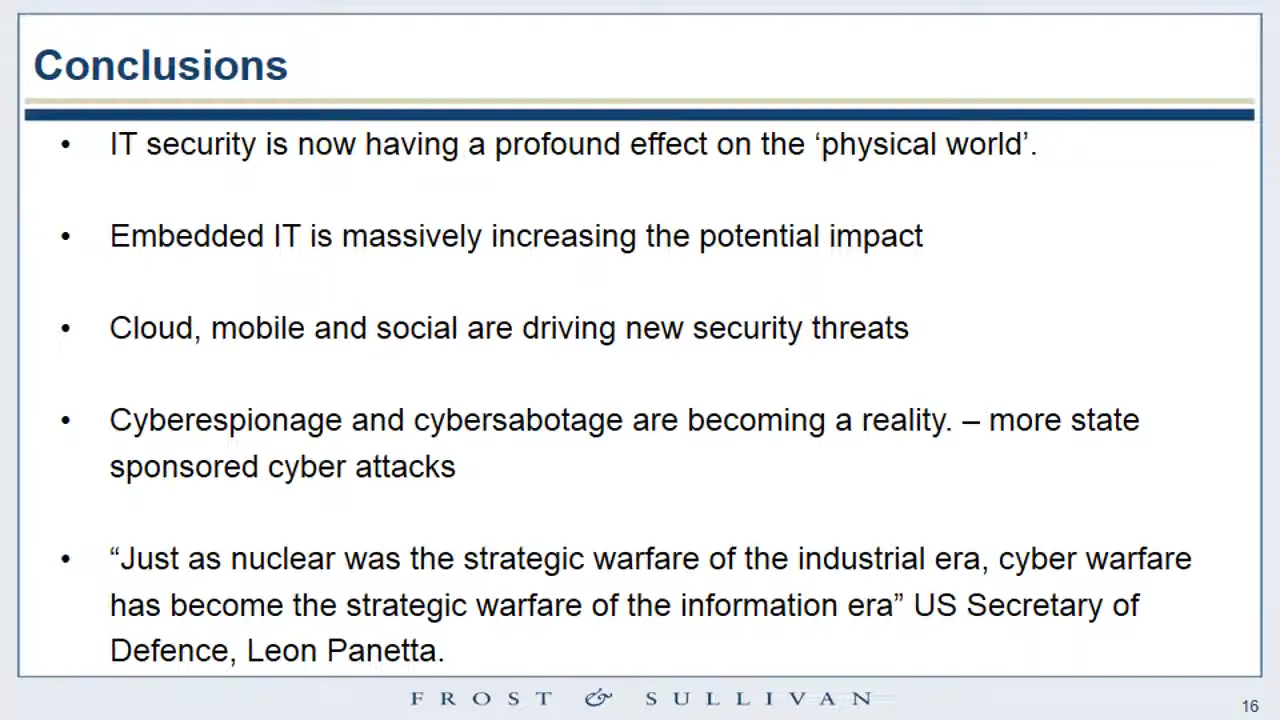 Conclusions
• IT security is now having a profound effect on the ‘physical world’.
• Embedded IT is massively increasing the potential impact
• Cloud, mobile and social are driving new security threats
• Cyberespionage and cybersabotage are becoming a reality. – more state
sponsored cyber attacks
• “Just as nuclear was the strategic warfare of the industrial era, cyber warfare
has become the strategic warfare of the information era” US Secretary of
Defence, Leon Panetta.
FROST & SULLIVAN
16